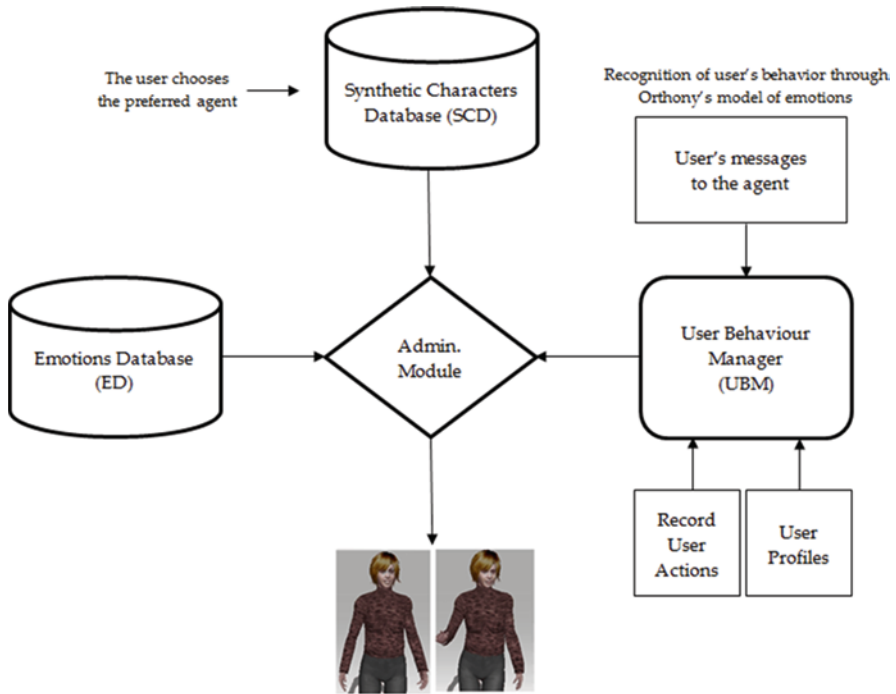 The user chooses
the preferred agent
Synthetic Characters
Database (SCD)
Recognition of user's behavior through
Orthony's model of emotions
User's messages
to the agent
Emotions Database
(ED)
Admin.
Module
User Behaviour
Manager
(UBM)
Record
User
Actions
User
Profiles